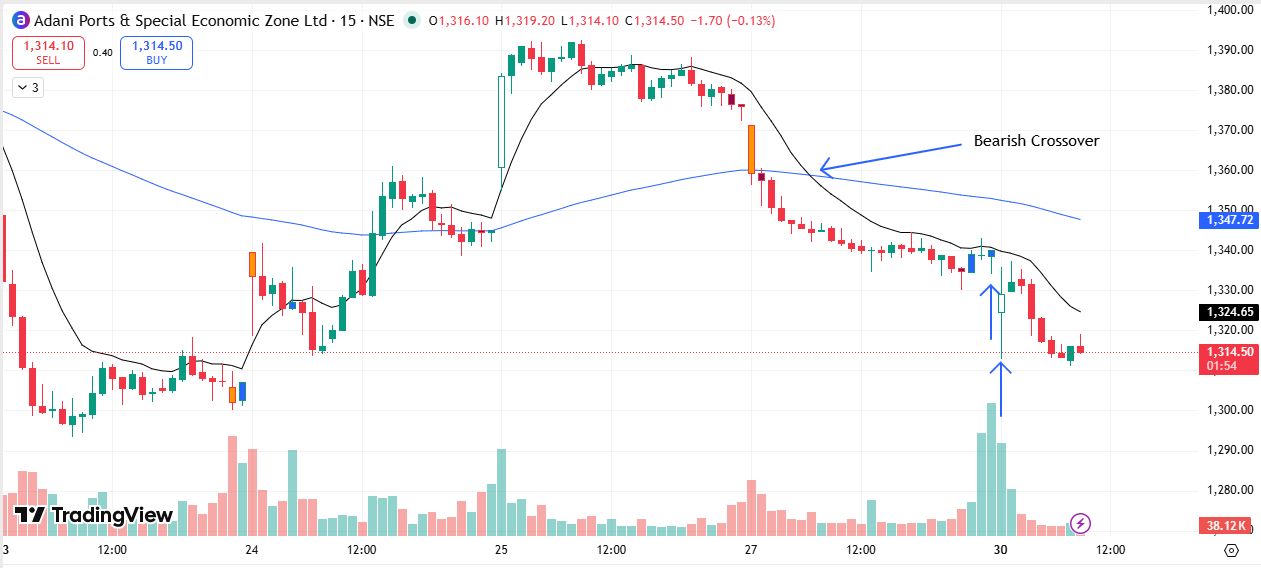 a Adani Ports & Special Economic Zone Ltd · 15 · NSE O1,316.10 H1,319.20 L1,314.10 C1,314.50 −1.70 (−0.13%)
1,314.10 0.40 1,314.50
SELL BUY
3
Bearish Crossover
1,400.00
1,390.00
1,380.00
1,370.00
1,360.00
1,347.72
1,340.00
1,330.00
1,324.65
1,320.00
1,314.50
01:54
1,300.00
1,290.00
1,280.00
38.12 K
TradingView
3 12:00 24 12:00 25 12:00 27 12:00 30 12:00